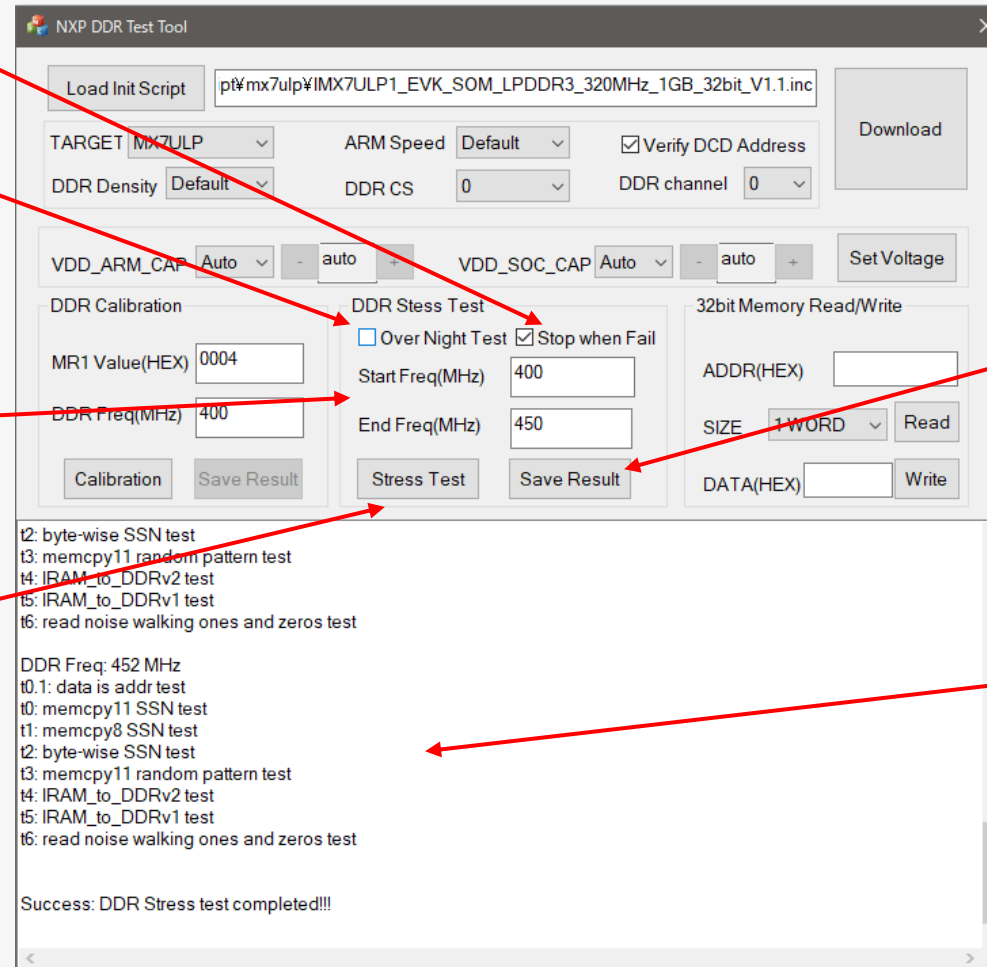 NXP DDR Test Tool
Load Init Script
pt¥mx7ulp¥IMX7ULP1_EVK_SOM_LPDDR3_320MHz_1GB_32bit_V1.1.inc
Download
TARGET MX7ULP ARM Speed Default Verify DCD Address
DDR Density Default DDR CS 0 DDR channel 0
VDD_ARM_CAP Auto - auto + VDD_SOC_CAP Auto - auto + Set Voltage
DDR Calibration
MR1 Value(HEX) 0004
DDR Freq(MHz) 400
Calibration Save Result
DDR Stess Test
Over Night Test Stop when Fail
Start Freq(MHz) 400
End Freq(MHz) 450
Stress Test Save Result
32bit Memory Read/Write
ADDR(HEX)
SIZE 1 WORD Read
DATA(HEX) Write
t2: byte-wise SSN test
t3: memcpy11 random pattern test
t4: IRAM_to_DDRv2 test
t5: IRAM_to_DDRv1 test
t6: read noise walking ones and zeros test
DDR Freq: 452 MHz
t0.1: data is addr test
t0: memcpy11 SSN test
t1: memcpy8 SSN test
t2: byte-wise SSN test
t3: memcpy11 random pattern test
t4: IRAM_to_DDRv2 test
t5: IRAM_to_DDRv1 test
t6: read noise walking ones and zeros test
Success: DDR Stress test completed!!!